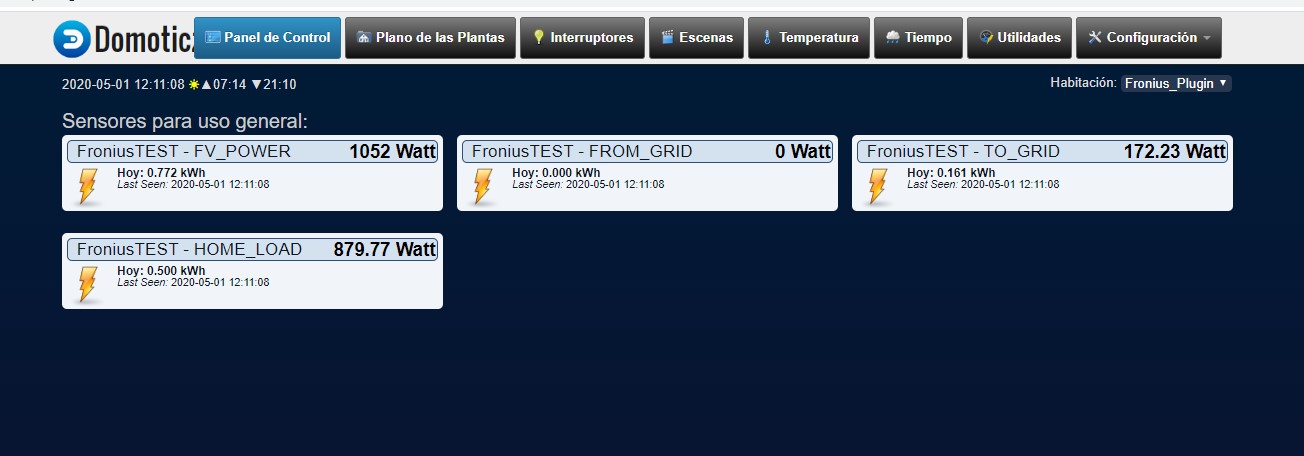 Domoticz Panel de Control Plano de las Plantas Interruptores Escenas Temperatura Tiempo Utilidades Configuración
2020-05-01 12:11:08 ☀▲07:14 ▼21:10 Habitación: Fronius_Plugin ▼
Sensores para uso general:
FroniusTEST - FV_POWER 1052 Watt
Hoy: 0.772 kWh
Last Seen: 2020-05-01 12:11:08
FroniusTEST - FROM_GRID 0 Watt
Hoy: 0.000 kWh
Last Seen: 2020-05-01 12:11:08
FroniusTEST - TO_GRID 172.23 Watt
Hoy: 0.161 kWh
Last Seen: 2020-05-01 12:11:08
FroniusTEST - HOME_LOAD 879.77 Watt
Hoy: 0.500 kWh
Last Seen: 2020-05-01 12:11:08